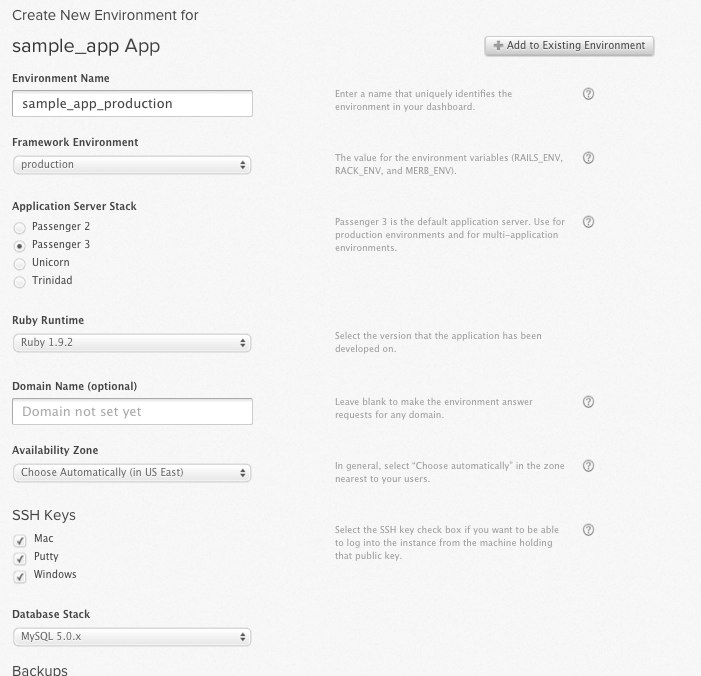 Create New Environment for
sample_app App
Add to Existing Environment
Environment Name
sample_app_production
Enter a name that uniquely identifies the
environment in your dashboard.
Framework Environment
production
The value for the environment variables (RAILS_ENV,
RACK_ENV, and MERB_ENV).
Application Server Stack
Passenger 2
Passenger 3
Unicorn
Trinidad
Passenger 3 is the default application server. Use for
production environments and for multi-application
environments.
Ruby Runtime
Ruby 1.9.2
Select the version that the application has been
developed on.
Domain Name (optional)
Domain not set yet
Leave blank to make the environment answer
requests for any domain.
Availability Zone
Choose Automatically (in US East)
In general, select “Choose automatically” in the zone
nearest to your users.
SSH Keys
Mac
Putty
Windows
Select the SSH key check box if you want to be able
to log into the instance from the machine holding
that public key.
Database Stack
MySQL 5.0.x
Backups